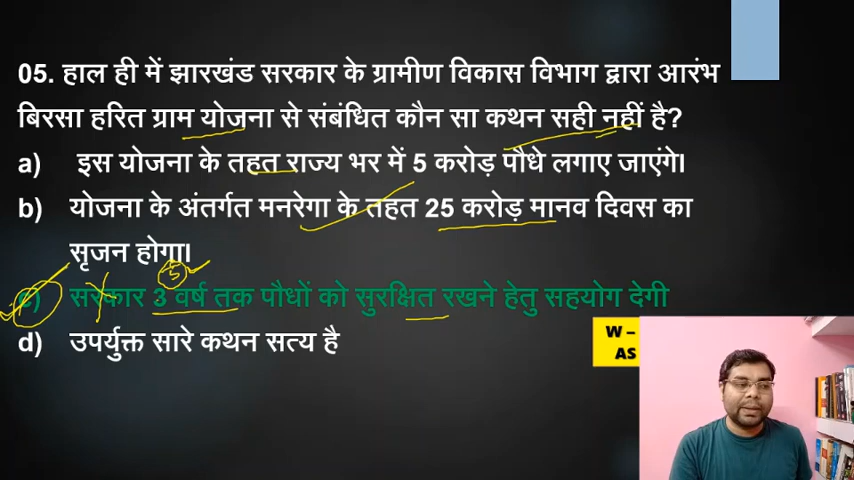 05. हाल ही में झारखंड सरकार के ग्रामीण विकास विभाग द्वारा आरंभ
बिरसा हरित ग्राम योजना से संबंधित कौन सा कथन सही नहीं है?
a) इस योजना के तहत राज्य भर में 5 करोड़ पौधे लगाए जाएंगे।
b) योजना के अंतर्गत मनरेगा के तहत 25 करोड़ मानव दिवस का
सृजन होगा।
5
c) सरकार 3 वर्ष तक पौधों को सुरक्षित रखने हेतु सहयोग देगी
d) उपर्युक्त सारे कथन सत्य है
W –
AS